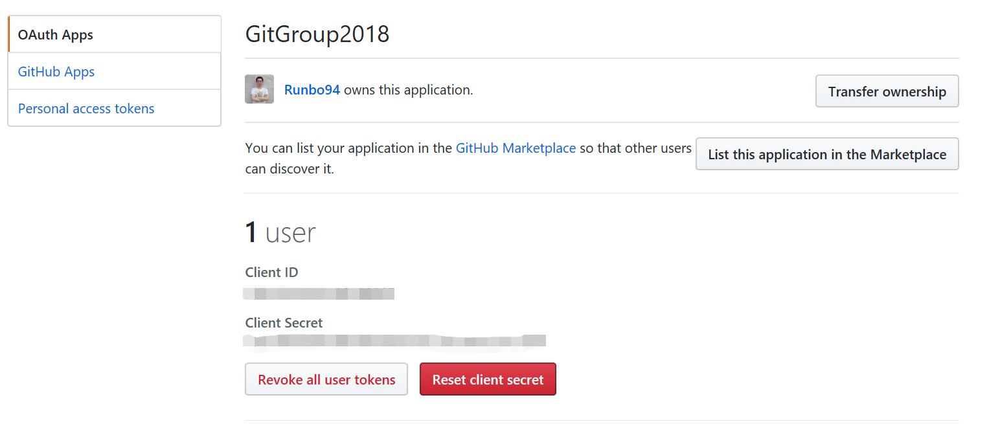 OAuth Apps
GitHub Apps
Personal access tokens
GitGroup2018
Runbo94 owns this application.
Transfer ownership
You can list your application in the GitHub Marketplace so that other users
can discover it.
List this application in the Marketplace
1 user
Client ID
Client Secret
Revoke all user tokens
Reset client secret